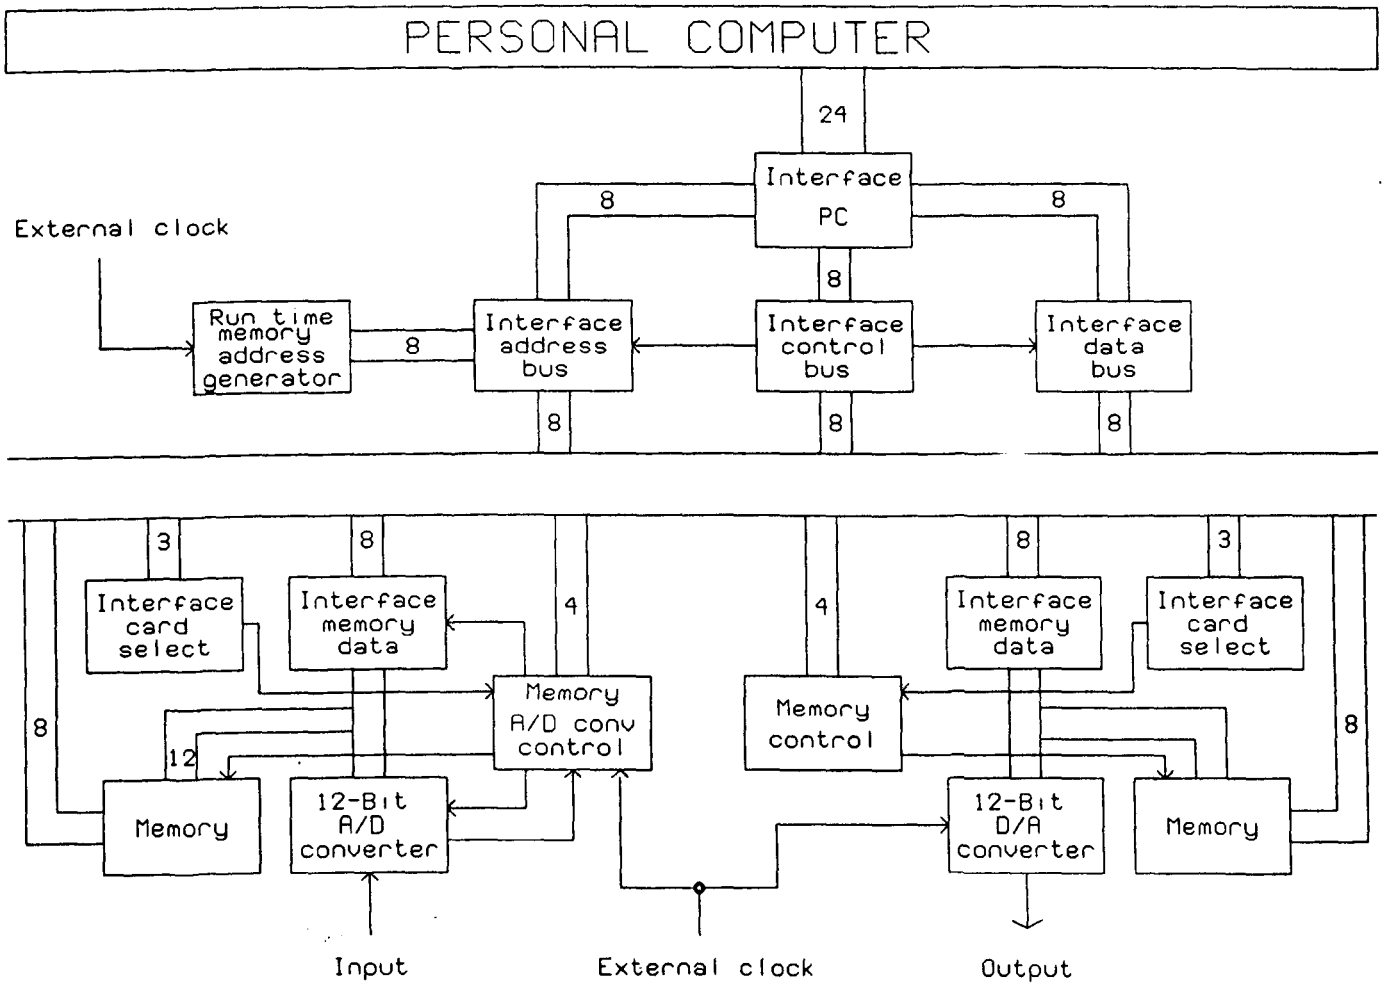 PERSONAL COMPUTER
24
Interface
PC
8
8
External clock
8
Run time
memory
address
generator
8
Interface
address
bus
Interface
control
bus
Interface
data
bus
8
8
8
3
8
4
4
8
3
Interface
card
select
Interface
memory
data
Interface
memory
data
Interface
card
select
8
12
Memory
A/D conv
control
Memory
control
8
Memory
12-Bit
A/D
converter
12-Bit
D/A
converter
Memory
Input
External clock
Output